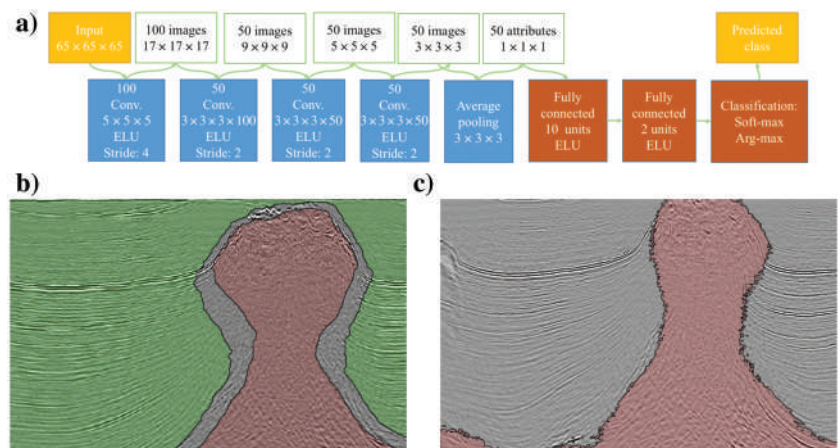 a)
Input
65 × 65 × 65
100 images
17 × 17 × 17
50 images
9 × 9 × 9
50 images
5 × 5 × 5
50 images
3 × 3 × 3
50 attributes
1 × 1 × 1
Predicted
class
100
Conv.
5 × 5 × 5
ELU
Stride: 4
50
Conv.
3 × 3 × 3 × 100
ELU
Stride: 2
50
Conv.
3 × 3 × 3 × 50
ELU
Stride: 2
50
Conv.
3 × 3 × 3 × 50
ELU
Stride: 2
Average
pooling
3 × 3 × 3
Fully
connected
10 units
ELU
Fully
connected
2 units
ELU
Classification:
Soft-max
Arg-max
b)
c)